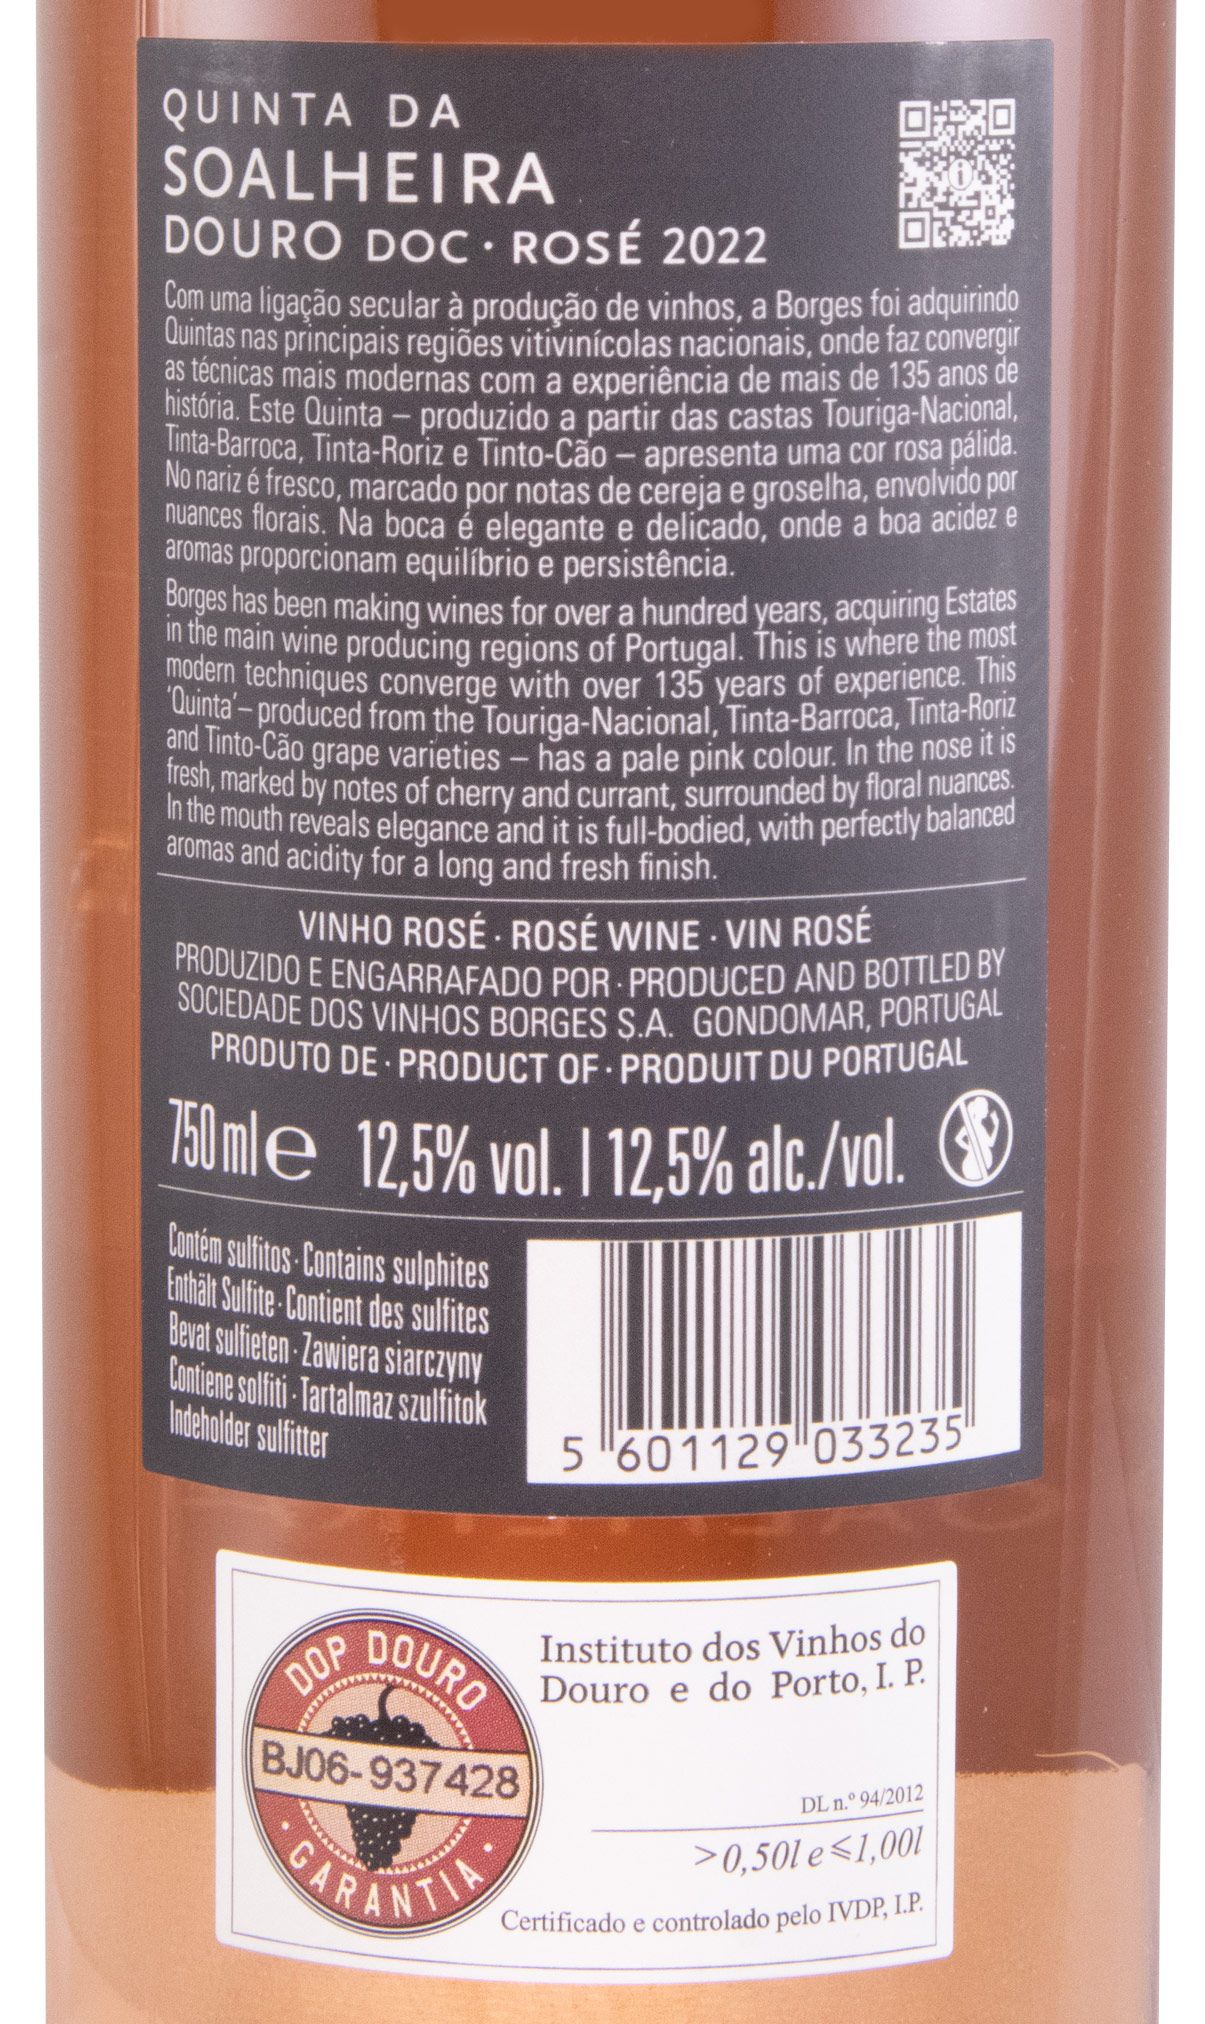 QUINTA DA
SOALHEIRA
DOURO DOC · ROSÉ 2022
Com uma ligação secular à produção de vinhos, a Borges foi adquirindo
Quintas nas principais regiões vitivinícolas nacionais, onde faz convergir
as técnicas mais modernas com a experiência de mais de 135 anos de
história. Este Quinta – produzido a partir das castas Touriga-Nacional,
Tinta-Barroca, Tinta-Roriz e Tinto-Cão – apresenta uma cor rosa pálida.
No nariz é fresco, marcado por notas de cereja e groselha, envolvido por
nuances florais. Na boca é elegante e delicado, onde a boa acidez e
aromas proporcionam equilíbrio e persistência.
Borges has been making wines for over a hundred years, acquiring Estates
in the main wine producing regions of Portugal. This is where the most
modern techniques converge with over 135 years of experience. This
'Quinta' – produced from the Touriga-Nacional, Tinta-Barroca, Tinta-Roriz
and Tinto-Cão grape varieties – has a pale pink colour. In the nose it is
fresh, marked by notes of cherry and currant, surrounded by floral nuances.
In the mouth reveals elegance and it is full-bodied, with perfectly balanced
aromas and acidity for a long and fresh finish.
VINHO ROSÉ · ROSÉ WINE · VIN ROSÉ
PRODUZIDO E ENGARRAFADO POR · PRODUCED AND BOTTLED BY
SOCIEDADE DOS VINHOS BORGES S.A. GONDOMAR, PORTUGAL
PRODUTO DE · PRODUCT OF · PRODUIT DU PORTUGAL
750 ml e 12,5% vol. | 12,5% alc./vol.
Contém sulfitos · Contains sulphites
Enthält Sulfite · Contient des sulfites
Bevat sulfieten · Zawiera siarczyny
Contiene solfiti · Tartalmaz szulfitok
Indeholder sulfitter
5 601129 033235
DOP DOURO
BJ06-937428
· GARANTIA ·
Instituto dos Vinhos do
Douro e do Porto, I. P.
DL n.º 94/2012
>0,50l e ≤1,00l
Certificado e controlado pelo IVDP, I.P.